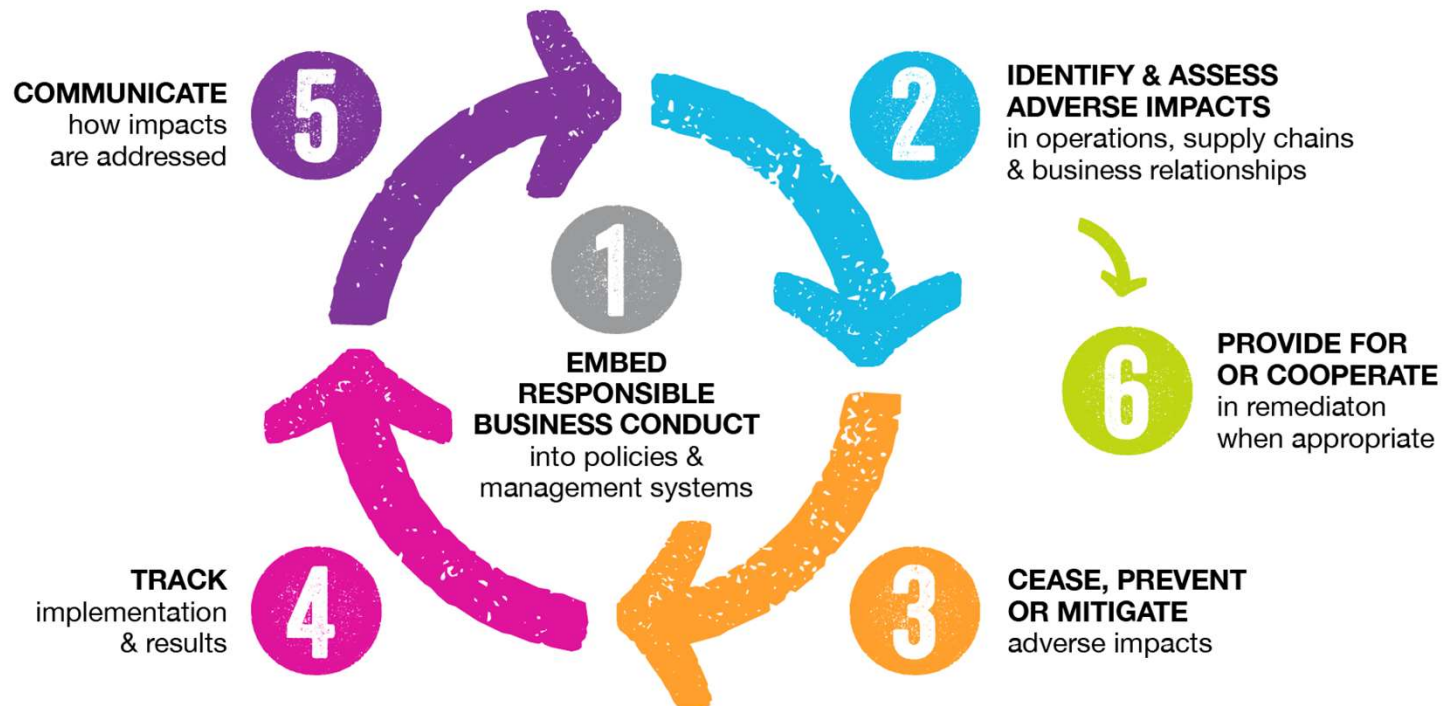 1
EMBED
RESPONSIBLE
BUSINESS CONDUCT
into policies &
management systems
2
IDENTIFY & ASSESS
ADVERSE IMPACTS
in operations, supply chains
& business relationships
3
CEASE, PREVENT
OR MITIGATE
adverse impacts
4
TRACK
implementation
& results
5
COMMUNICATE
how impacts
are addressed
6
PROVIDE FOR
OR COOPERATE
in remediaton
when appropriate